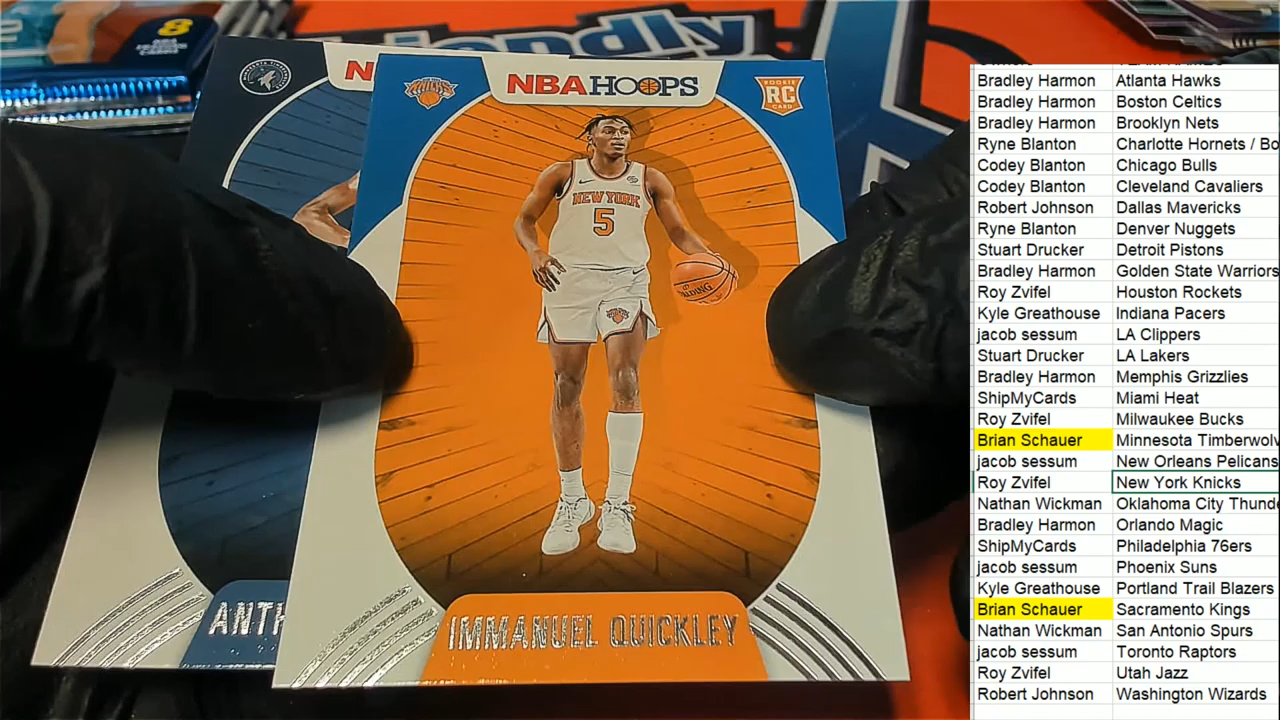 8
NBA
CARDS
Friendly
N
NBA HOOPS
ROOKIE
RC
CARD
NEW YORK
5
SPALDING
ANTH
IMMANUEL QUICKLEY
Bradley Harmon Atlanta Hawks
Bradley Harmon Boston Celtics
Bradley Harmon Brooklyn Nets
Ryne Blanton Charlotte Hornets / Bo
Codey Blanton Chicago Bulls
Codey Blanton Cleveland Cavaliers
Robert Johnson Dallas Mavericks
Ryne Blanton Denver Nuggets
Stuart Drucker Detroit Pistons
Bradley Harmon Golden State Warriors
Roy Zvifel Houston Rockets
Kyle Greathouse Indiana Pacers
jacob sessum LA Clippers
Stuart Drucker LA Lakers
Bradley Harmon Memphis Grizzlies
ShipMyCards Miami Heat
Roy Zvifel Milwaukee Bucks
Brian Schauer Minnesota Timberwolv
jacob sessum New Orleans Pelicans
Roy Zvifel New York Knicks
Nathan Wickman Oklahoma City Thunde
Bradley Harmon Orlando Magic
ShipMyCards Philadelphia 76ers
jacob sessum Phoenix Suns
Kyle Greathouse Portland Trail Blazers
Brian Schauer Sacramento Kings
Nathan Wickman San Antonio Spurs
jacob sessum Toronto Raptors
Roy Zvifel Utah Jazz
Robert Johnson Washington Wizards